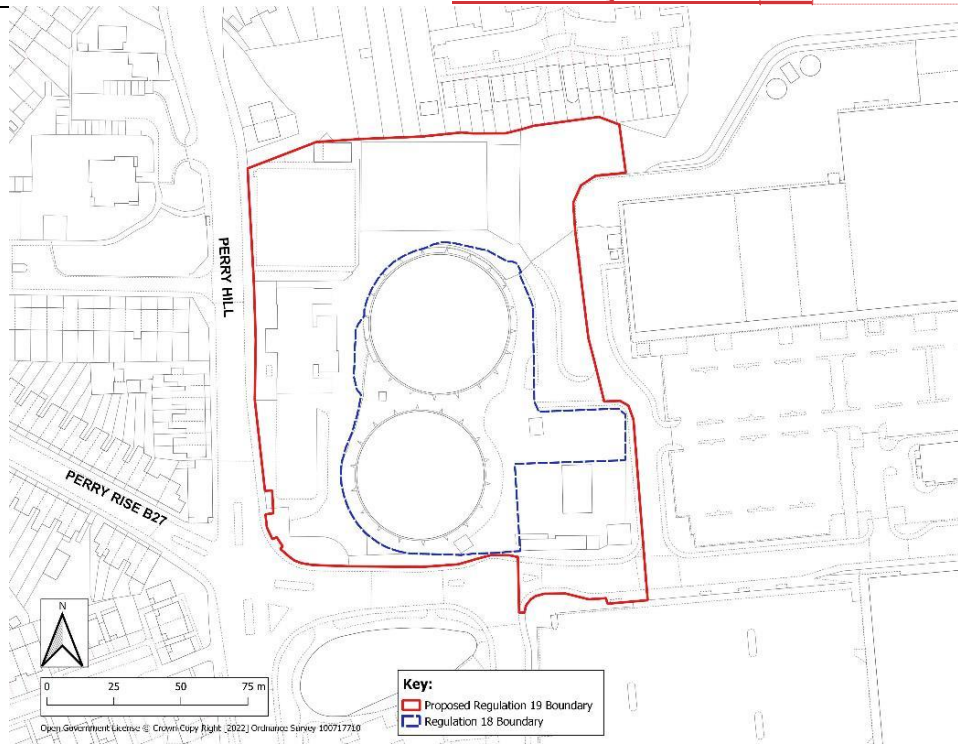 PERRY HILL
PERRY RISE B27
N
0 25 50 75 m
Key:
Proposed Regulation 19 Boundary
Regulation 18 Boundary
Open Government License © Crown Copy Right [2022] Ordnance Survey 100717710